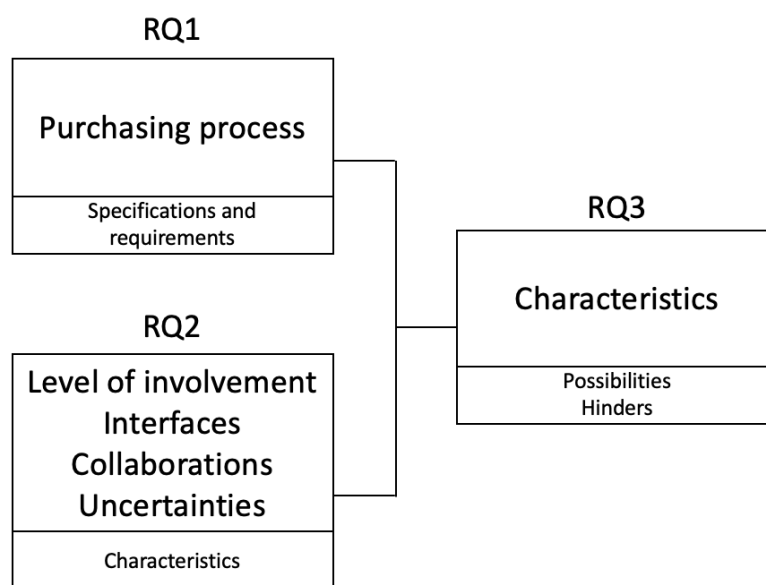 RQ1
Purchasing process
Specifications and
requirements
RQ2
Level of involvement
Interfaces
Collaborations
Uncertainties
Characteristics
RQ3
Characteristics
Possibilities
Hinders